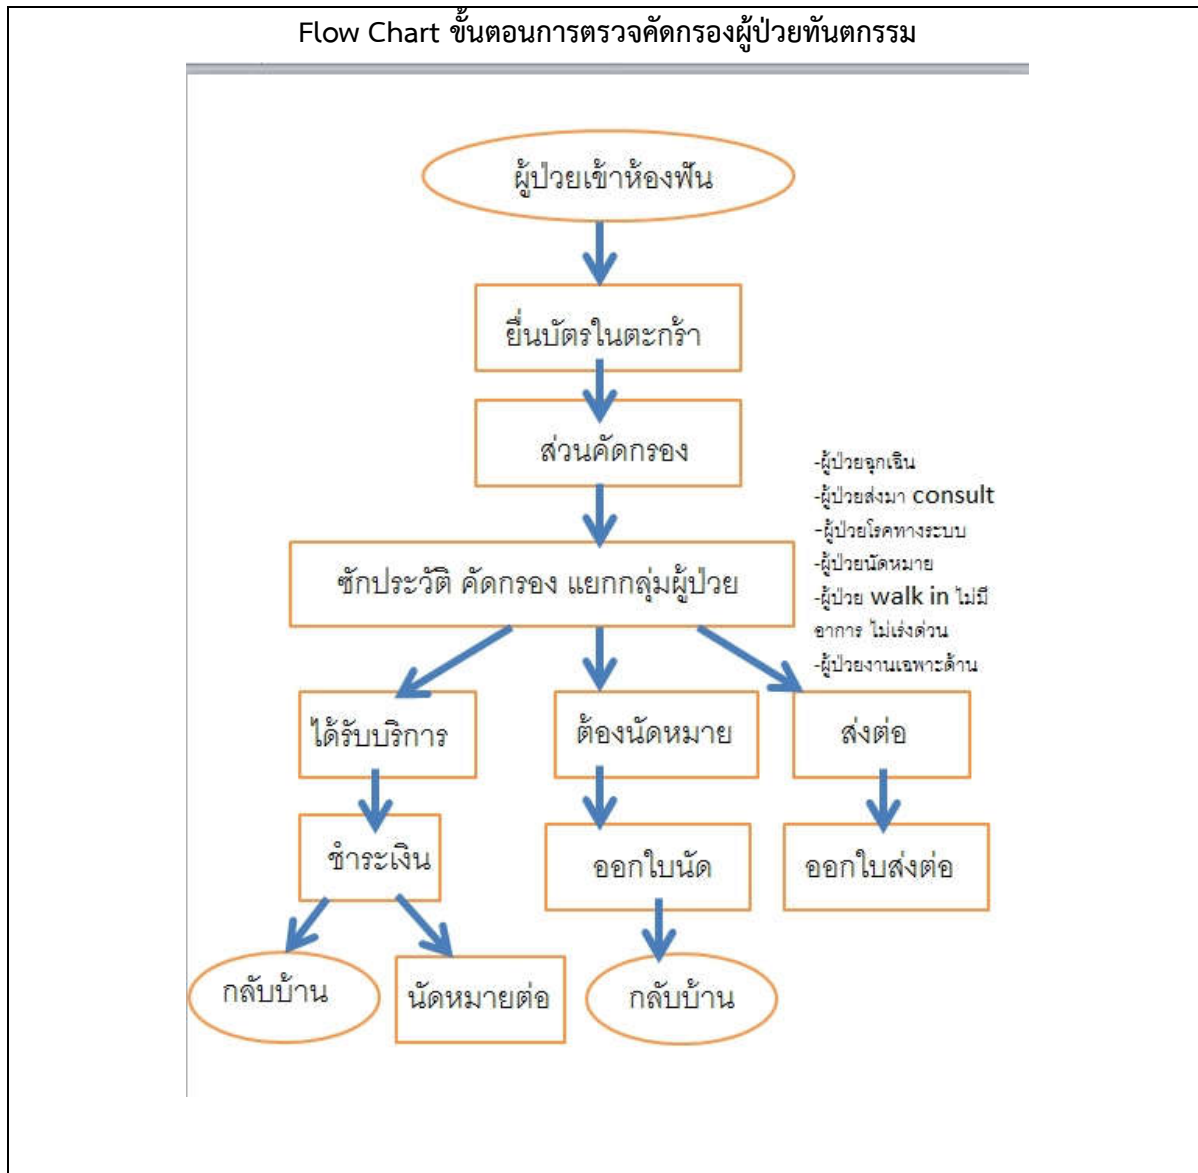 Flow Chart ขั้นตอนการตรวจคัดกรองผู้ป่วยทันตกรรม
ผู้ป่วยเข้าห้องฟัน
ยื่นบัตรในตะกร้า
ส่วนคัดกรอง
ซักประวัติ คัดกรอง แยกกลุ่มผู้ป่วย
-ผู้ป่วยฉุกเฉิน
-ผู้ป่วยส่งมา consult
-ผู้ป่วยโรคทางระบบ
-ผู้ป่วยนัดหมาย
-ผู้ป่วย walk in ไม่มี
อาการ ไม่เร่งด่วน
-ผู้ป่วยงานเฉพาะด้าน
ได้รับบริการ
ต้องนัดหมาย
ส่งต่อ
ชำระเงิน
ออกใบนัด
ออกใบส่งต่อ
กลับบ้าน
นัดหมายต่อ
กลับบ้าน